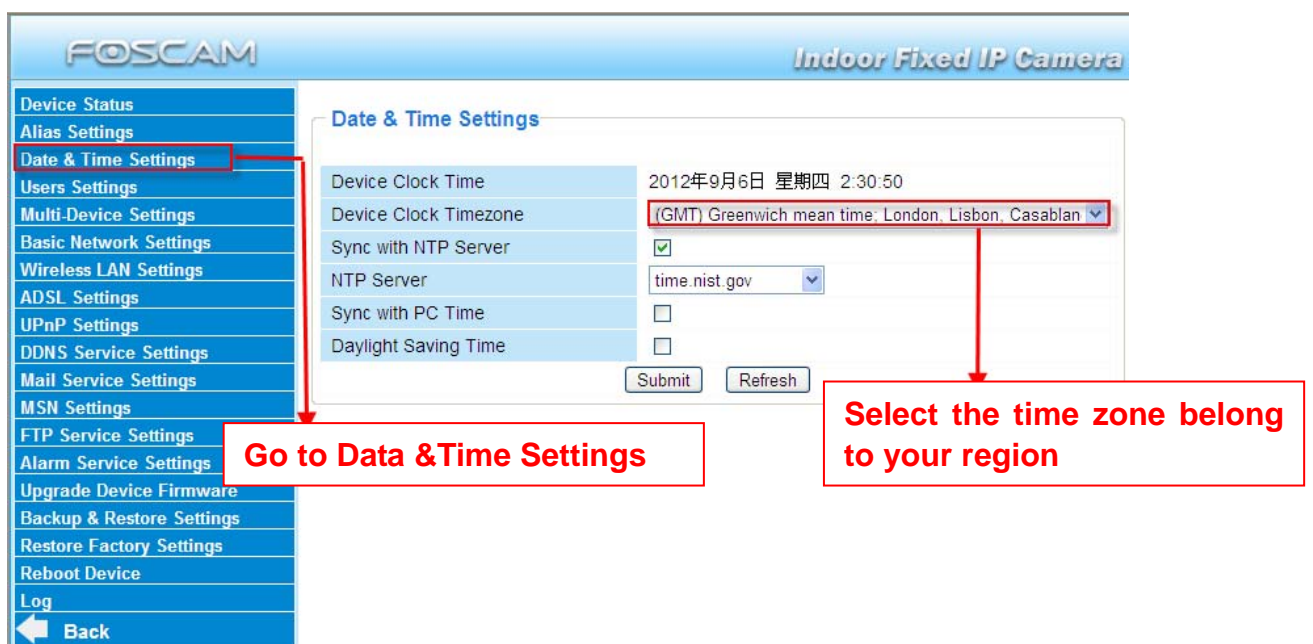 FOSCAM
Indoor Fixed IP Camera
Device Status
Alias Settings
Date & Time Settings
Users Settings
Multi-Device Settings
Basic Network Settings
Wireless LAN Settings
ADSL Settings
UPnP Settings
DDNS Service Settings
Mail Service Settings
MSN Settings
FTP Service Settings
Alarm Service Settings
Upgrade Device Firmware
Backup & Restore Settings
Restore Factory Settings
Reboot Device
Log
Back
Date & Time Settings
Device Clock Time 2012年9月6日 星期四 2:30:50
Device Clock Timezone (GMT) Greenwich mean time; London, Lisbon, Casablan
Sync with NTP Server
NTP Server time.nist.gov
Sync with PC Time
Daylight Saving Time
Submit Refresh
Go to Data &Time Settings
Select the time zone belong
to your region